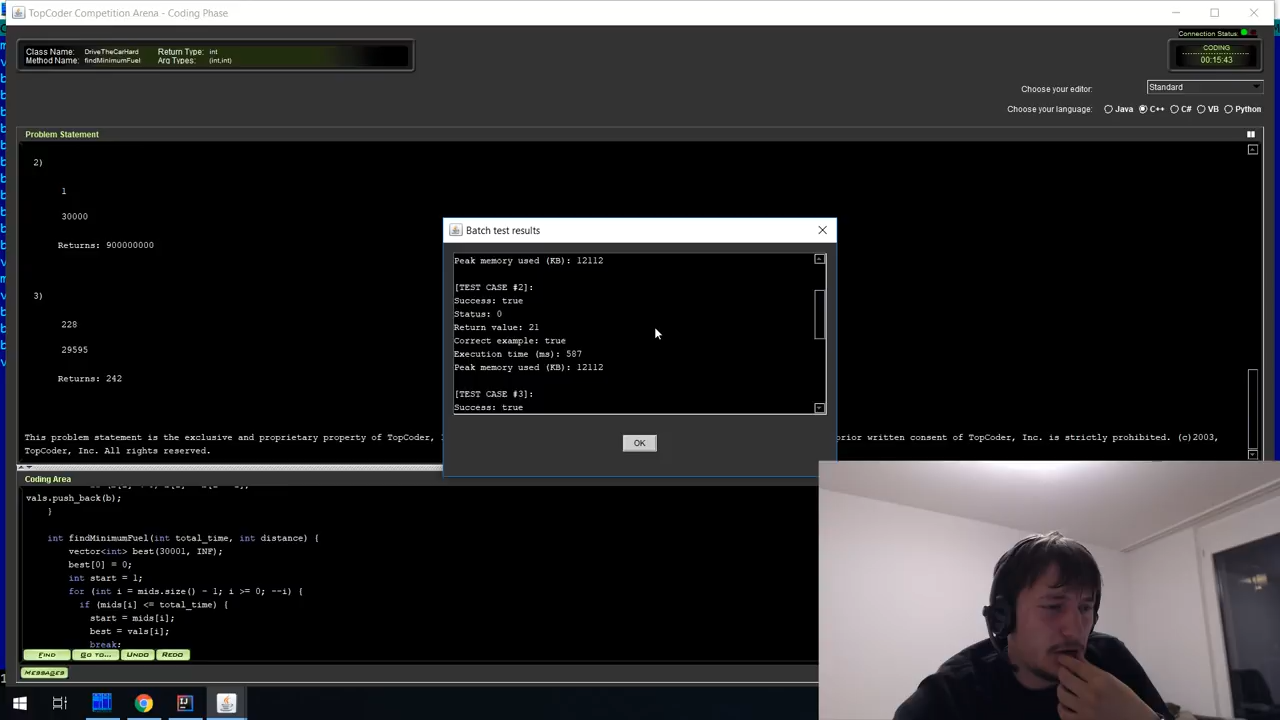 TopCoder Competition Arena - Coding Phase
Connection Status
Class Name: DriveTheCarHard Return Type: int
Method Name: findMinimumFuel Arg Types: (int,int)
CODING
00:15:43
Choose your editor: Standard
Choose your language: Java C++ C# VB Python
Problem Statement
2)
1
30000
Returns: 900000000
3)
228
29595
Returns: 242
This problem statement is the exclusive and proprietary property of TopCoder, I
rior written consent of TopCoder, Inc. is strictly prohibited. (c)2003,
TopCoder, Inc. All rights reserved.
Batch test results
Peak memory used (KB): 12112
[TEST CASE #2]:
Success: true
Status: 0
Return value: 21
Correct example: true
Execution time (ms): 587
Peak memory used (KB): 12112
[TEST CASE #3]:
Success: true
OK
Coding Area
vals.push_back(b);
}
int findMinimumFuel(int total_time, int distance) {
vector<int> best(30001, INF);
best[0] = 0;
int start = 1;
for (int i = mids.size() - 1; i >= 0; --i) {
if (mids[i] <= total_time) {
start = mids[i];
best = vals[i];
break;
FIND GO TO... UNDO REDO
MESSAGES